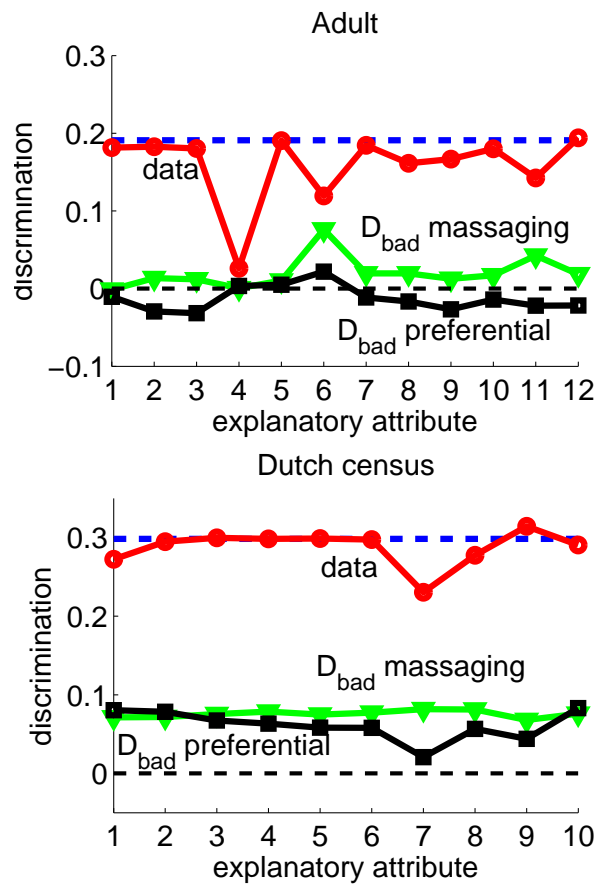 Adult
0.3
0.2
0.1
0
−0.1
discrimination
data
D_bad massaging
D_bad preferential
1 2 3 4 5 6 7 8 9 10 11 12
explanatory attribute
Dutch census
0.3
0.2
0.1
0
discrimination
data
D_bad massaging
D_bad preferential
1 2 3 4 5 6 7 8 9 10
explanatory attribute